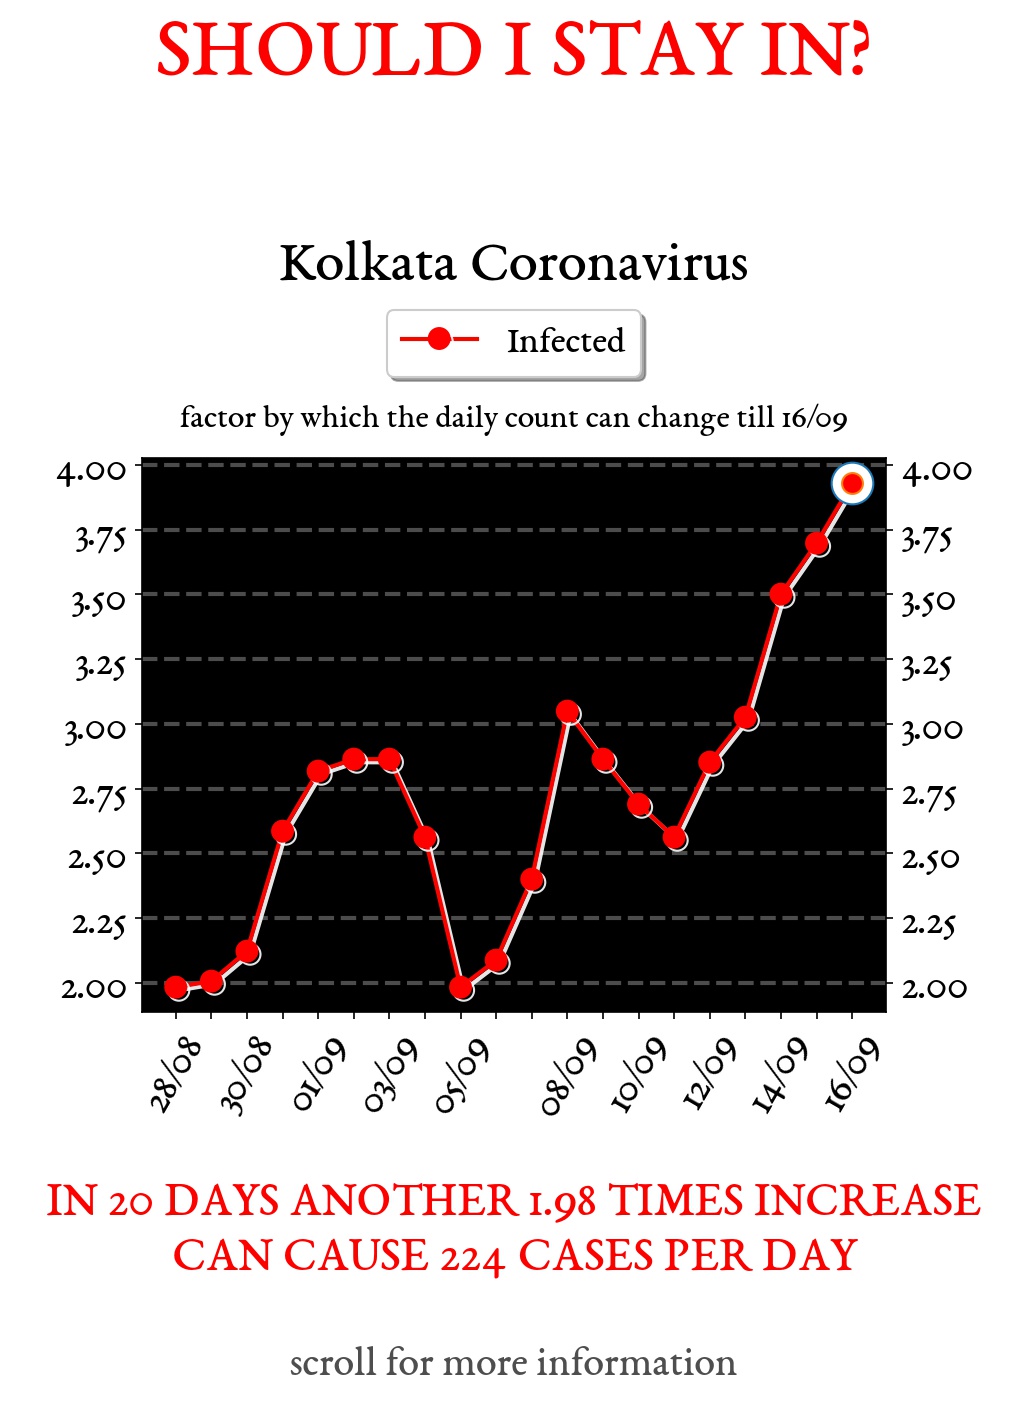 SHOULD I STAY IN?
Kolkata Coronavirus
Infected
factor by which the daily count can change till 16/09
4.00 4.00
3.75 3.75
3.50 3.50
3.25 3.25
3.00 3.00
2.75 2.75
2.50 2.50
2.25 2.25
2.00 2.00
28/08 30/08 01/09 03/09 05/09 08/09 10/09 12/09 14/09 16/09
IN 20 DAYS ANOTHER 1.98 TIMES INCREASE
CAN CAUSE 224 CASES PER DAY
scroll for more information